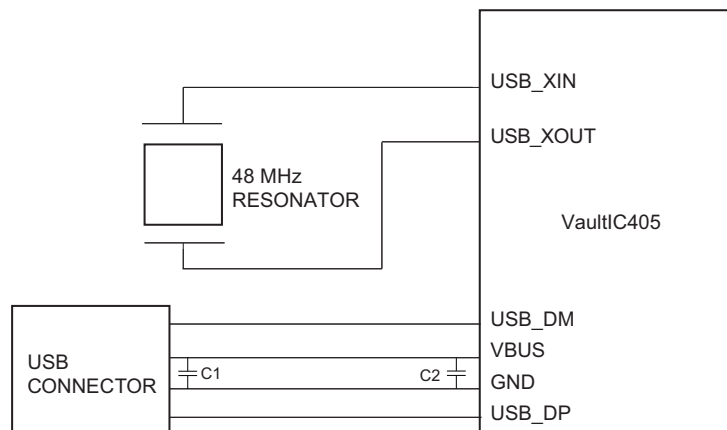 USB_XIN
USB_XOUT
48 MHz
RESONATOR
VaultIC405
USB_DM
USB
CONNECTOR
VBUS
C1
C2
GND
USB_DP